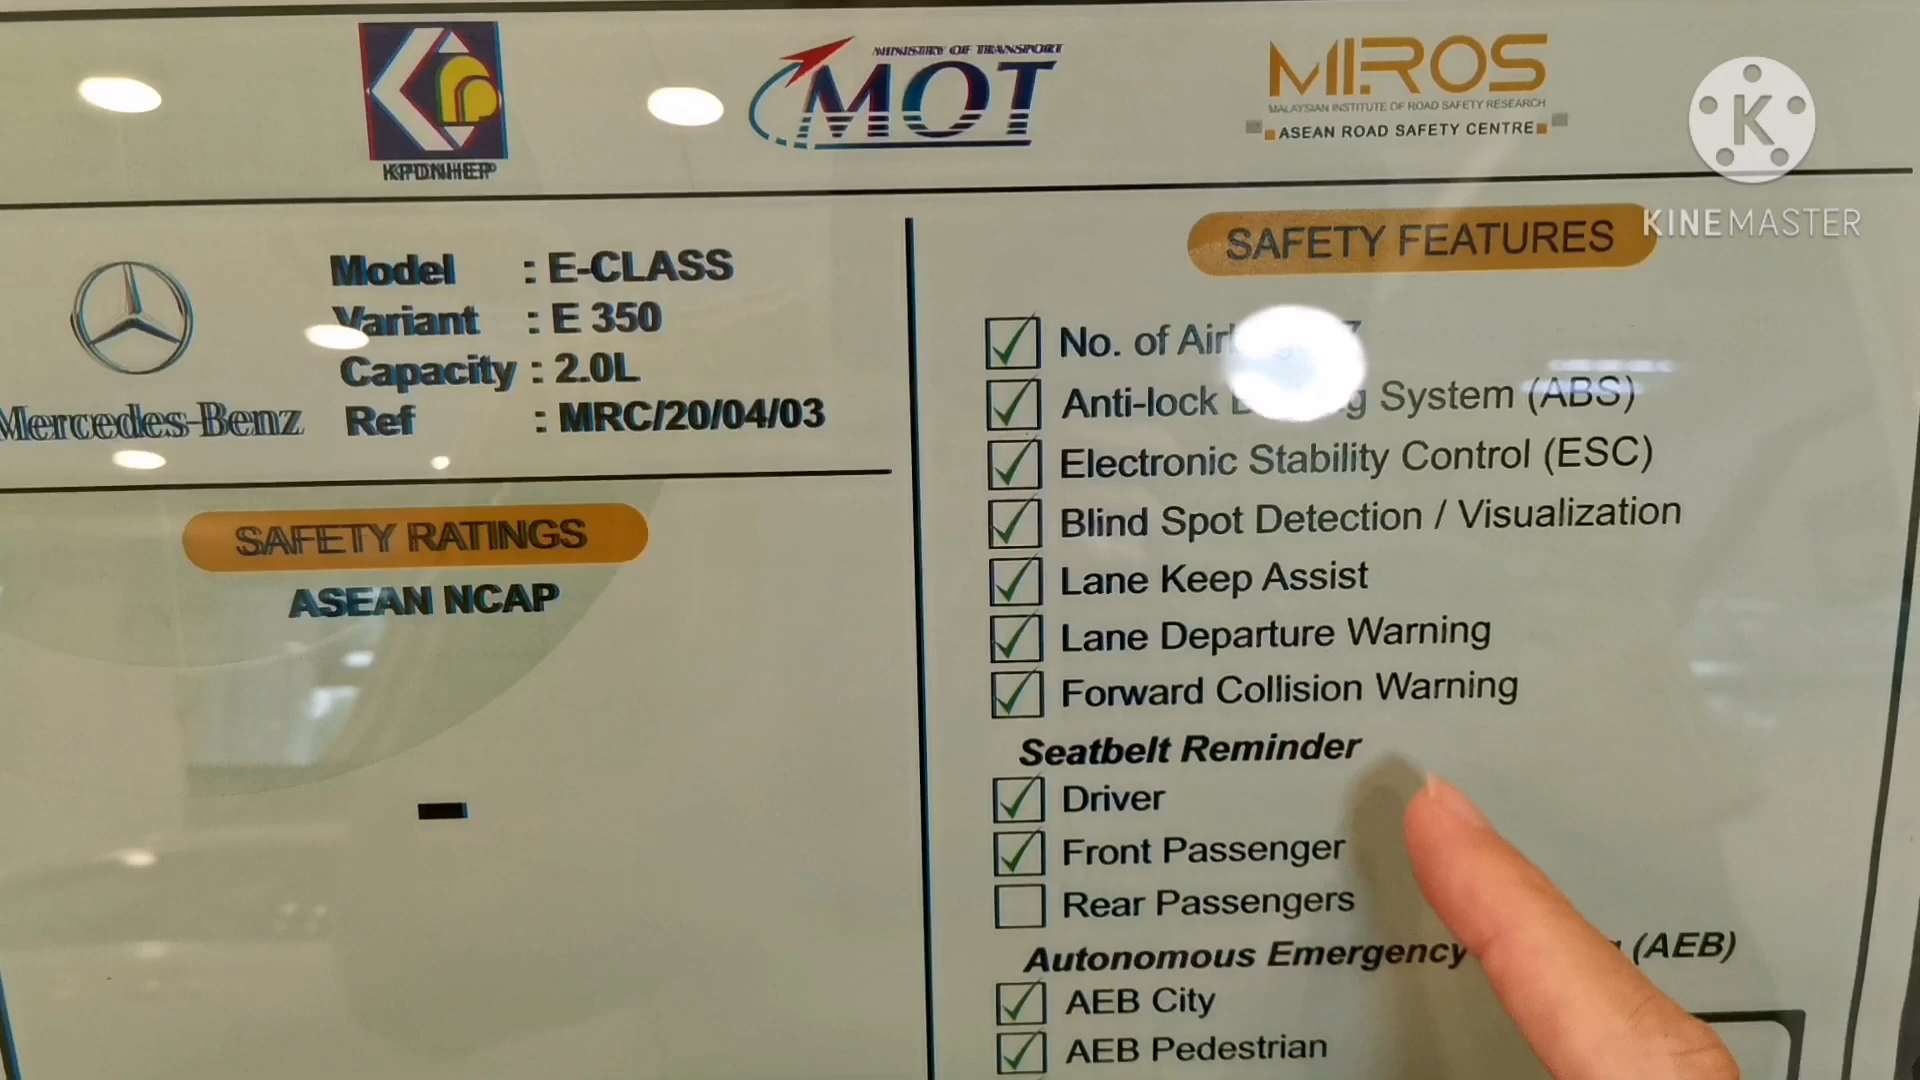 KPDNHEP
MINISTRY OF TRANSPORT
MOT
MIROS
MALAYSIAN INSTITUTE OF ROAD SAFETY RESEARCH
ASEAN ROAD SAFETY CENTRE
K
KINEMASTER
Mercedes-Benz
Model : E-CLASS
Variant : E 350
Capacity : 2.0L
Ref : MRC/20/04/03
SAFETY RATINGS
ASEAN NCAP
-
SAFETY FEATURES
No. of
Anti-lock System (ABS)
Electronic Stability Control (ESC)
Blind Spot Detection / Visualization
Lane Keep Assist
Lane Departure Warning
Forward Collision Warning
Seatbelt Reminder
Driver
Front Passenger
Rear Passengers
Autonomous Emergency (AEB)
AEB City
AEB Pedestrian